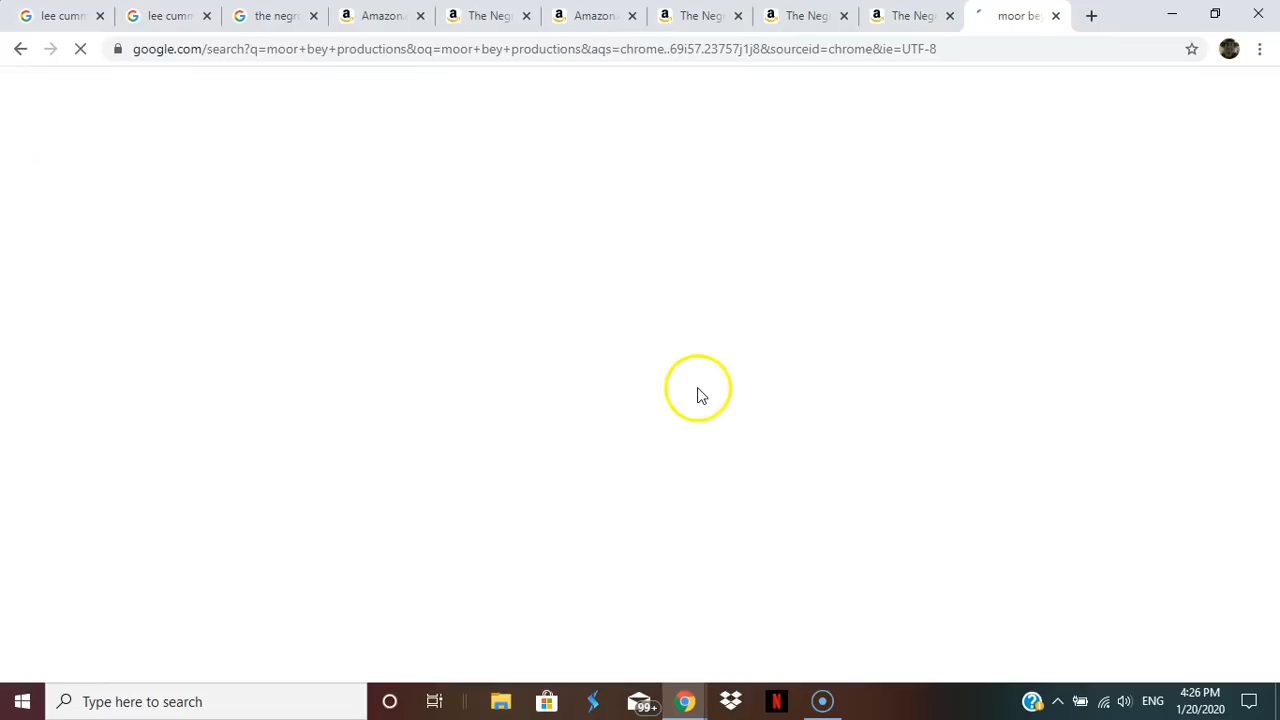 lee cumm
lee cumm
the negro
Amazon.
The Negr
Amazon
The Neg
The Neg
The Negr
moor be
google.com/search?q=moor+bey+productions&oq=moor+bey+productions&aqs=chrome..69i57.23757j1j8&sourceid=chrome&ie=UTF-8
Type here to search
99+
N
?
ENG
4:26 PM
1/20/2020